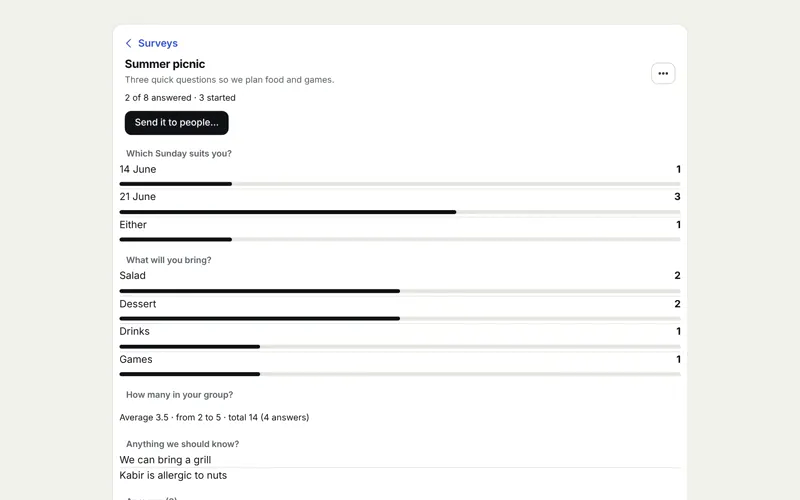 Surveys
Summer picnic
Three quick questions so we plan food and games.
2 of 8 answered · 3 started
Send it to people...
Which Sunday suits you?
14 June 1
21 June 3
Either 1
What will you bring?
Salad 2
Dessert 2
Drinks 1
Games 1
How many in your group?
Average 3.5 · from 2 to 5 · total 14 (4 answers)
Anything we should know?
We can bring a grill
Kabir is allergic to nuts